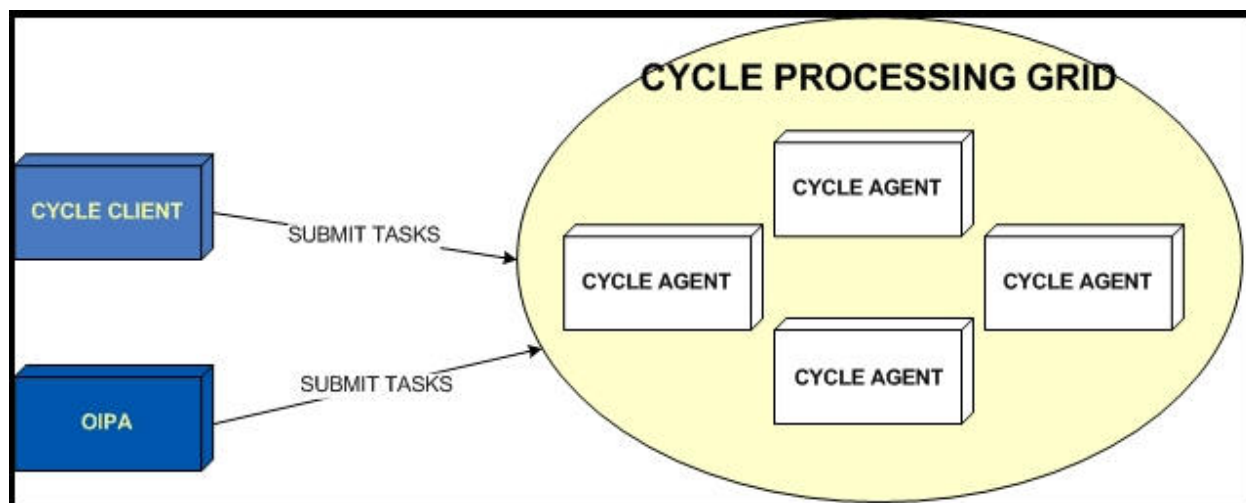 CYCLE PROCESSING GRID
CYCLE AGENT
CYCLE CLIENT
SUBMIT TASKS
CYCLE AGENT
CYCLE AGENT
SUBMIT TASKS
CYCLE AGENT
OIPA